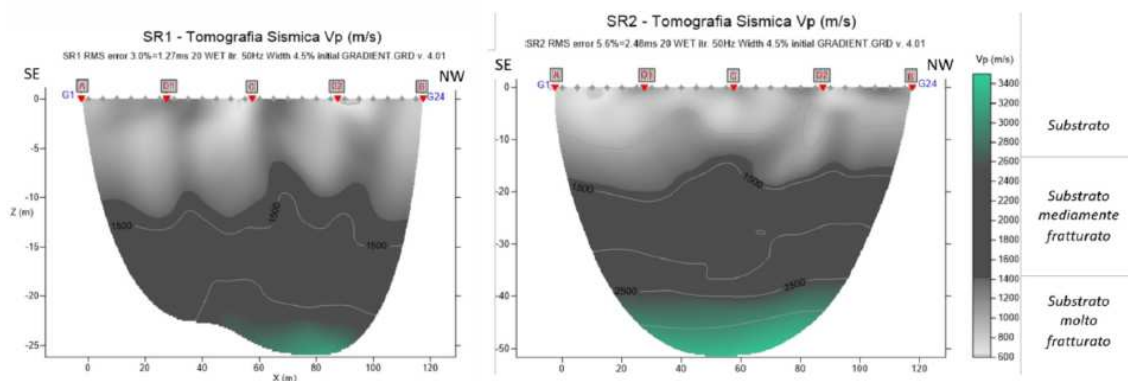 SR1 - Tomografia Sismica Vp (m/s)
SR1 RMS error 3.0%=1.27ms 20 WET itr. 50Hz Width 4.5% initial GRADIENT.GRD v. 4.01
SE
NW
A
D1
C
D2
B
G1
G24
0
-5
-10
Z (m)
-15
-20
-25
1500
1500
1500
0
20
40
60
80
100
120
X (m)
SR2 - Tomografia Sismica Vp (m/s)
SR2 RMS error 5.6%=2.48ms 20 WET itr. 50Hz Width 4.5% initial GRADIENT.GRD v. 4.01
SE
NW
A
D1
C
D2
B
G1
G24
0
-10
-20
-30
-40
-50
1500
1500
2500
2500
0
20
40
60
80
100
120
Vp (m/s)
3400
3200
3000
2800
2600
2400
2200
2000
1800
1600
1400
1200
1000
800
600
Substrato
Substrato
mediamente
fratturato
Substrato
molto
fratturato